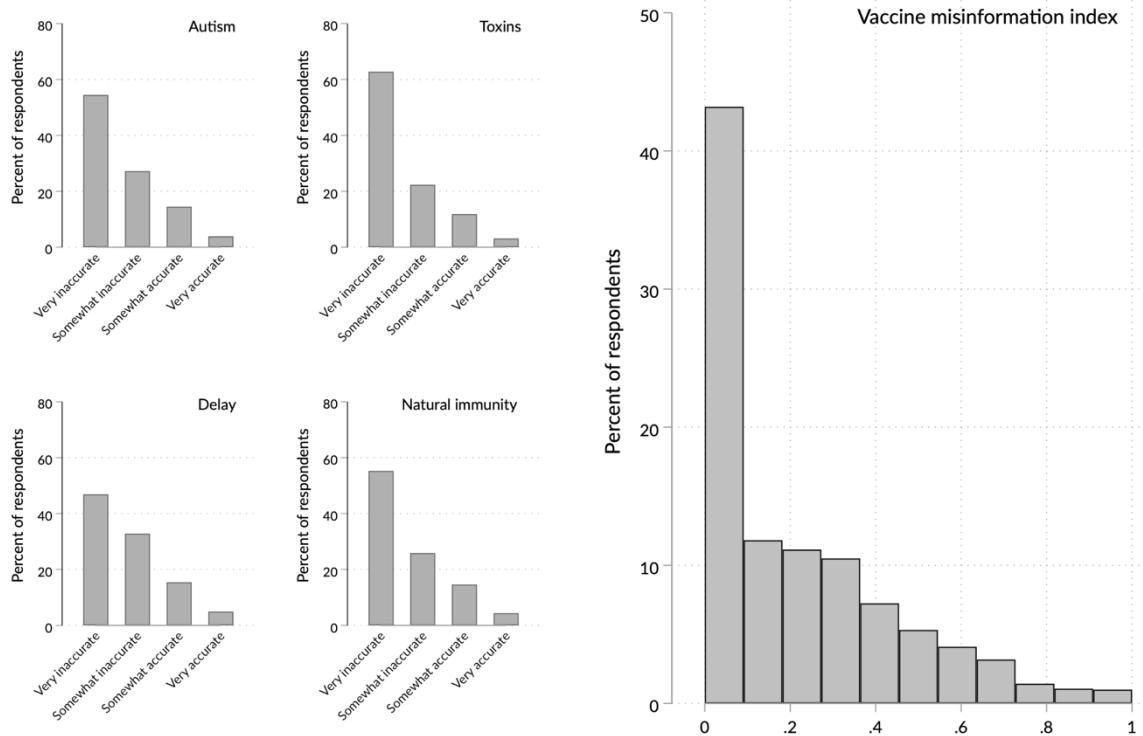 Autism
Percent of respondents
80
60
40
20
0
Very inaccurate
Somewhat inaccurate
Somewhat accurate
Very accurate
Toxins
Percent of respondents
80
60
40
20
0
Very inaccurate
Somewhat inaccurate
Somewhat accurate
Very accurate
Delay
Percent of respondents
80
60
40
20
0
Very inaccurate
Somewhat inaccurate
Somewhat accurate
Very accurate
Natural immunity
Percent of respondents
80
60
40
20
0
Very inaccurate
Somewhat inaccurate
Somewhat accurate
Very accurate
Vaccine misinformation index
Percent of respondents
50
40
30
20
10
0
0 .2 .4 .6 .8 1